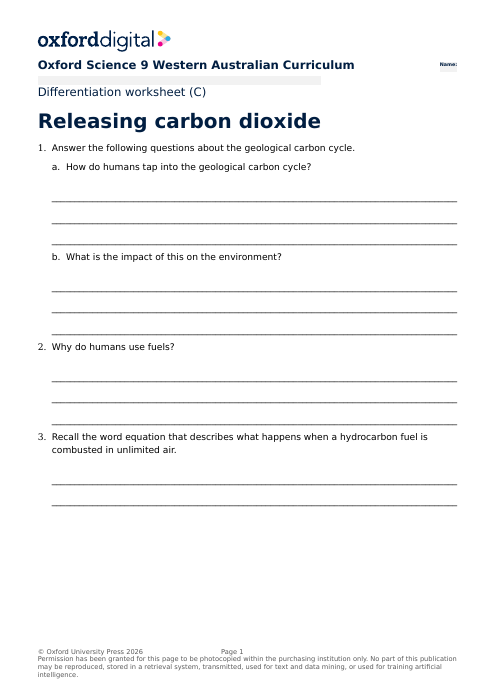 oxforddigital
Oxford Science 9 Western Australian Curriculum
Name:
Differentiation worksheet (C)
Releasing carbon dioxide
1. Answer the following questions about the geological carbon cycle.
a. How do humans tap into the geological carbon cycle?
b. What is the impact of this on the environment?
2. Why do humans use fuels?
3. Recall the word equation that describes what happens when a hydrocarbon fuel is
combusted in unlimited air.
© Oxford University Press 2026 Page 1
Permission has been granted for this page to be photocopied within the purchasing institution only. No part of this publication
may be reproduced, stored in a retrieval system, transmitted, used for text and data mining, or used for training artificial
intelligence.